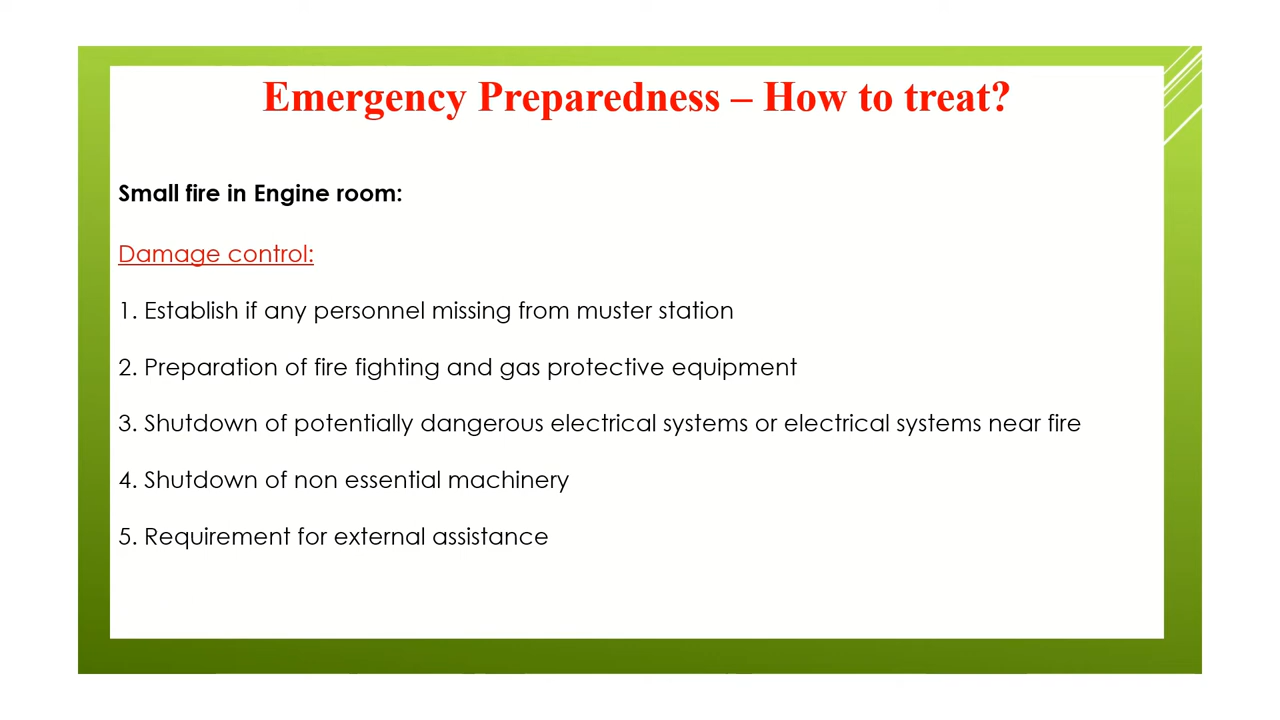 Emergency Preparedness – How to treat?
Small fire in Engine room:
Damage control:
1. Establish if any personnel missing from muster station
2. Preparation of fire fighting and gas protective equipment
3. Shutdown of potentially dangerous electrical systems or electrical systems near fire
4. Shutdown of non essential machinery
5. Requirement for external assistance